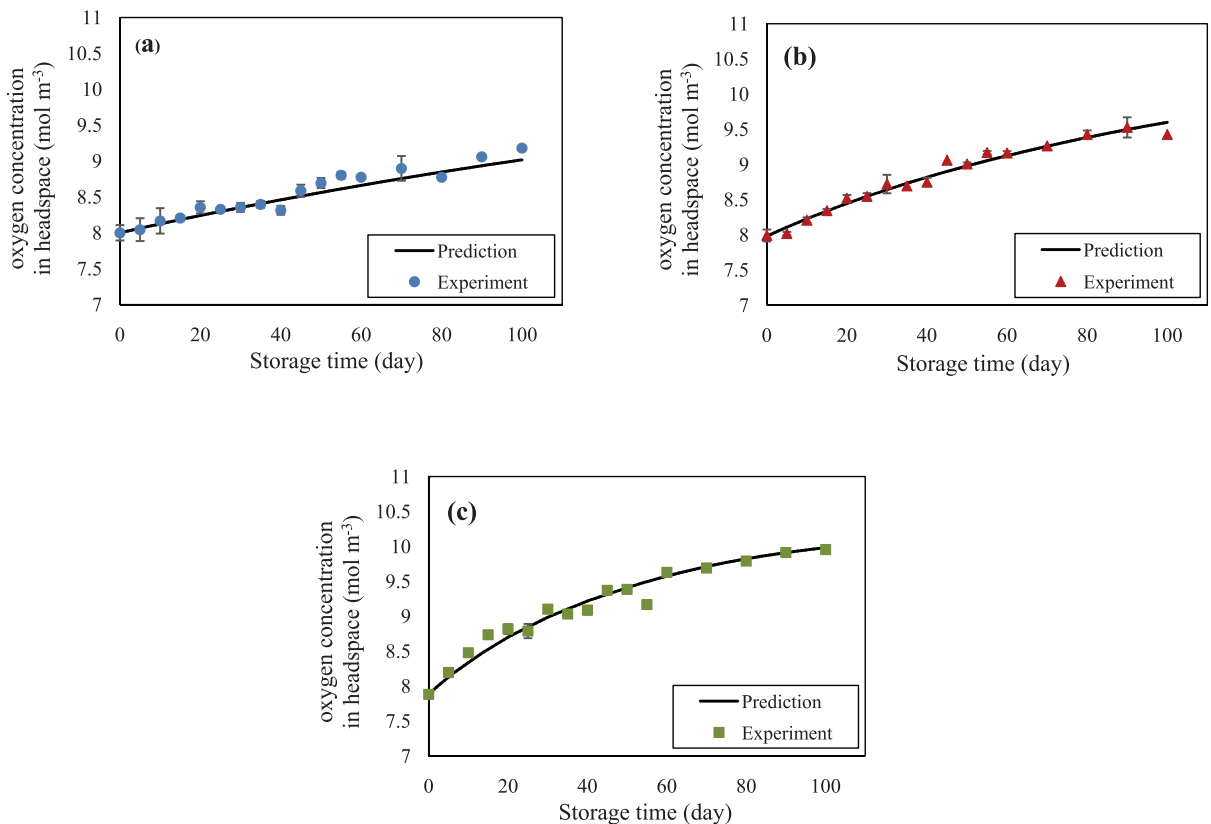 (a)
oxygen concentration
in headspace (mol m⁻³)
11
10.5
10
9.5
9
8.5
8
7.5
7
Prediction
Experiment
0 20 40 60 80 100
Storage time (day)
(b)
oxygen concentration
in headspace (mol m⁻³)
11
10.5
10
9.5
9
8.5
8
7.5
7
Prediction
Experiment
0 20 40 60 80 100
Storage time (day)
(c)
oxygen concentration
in headspace (mol m⁻³)
11
10.5
10
9.5
9
8.5
8
7.5
7
Prediction
Experiment
0 20 40 60 80 100
Storage time (day)